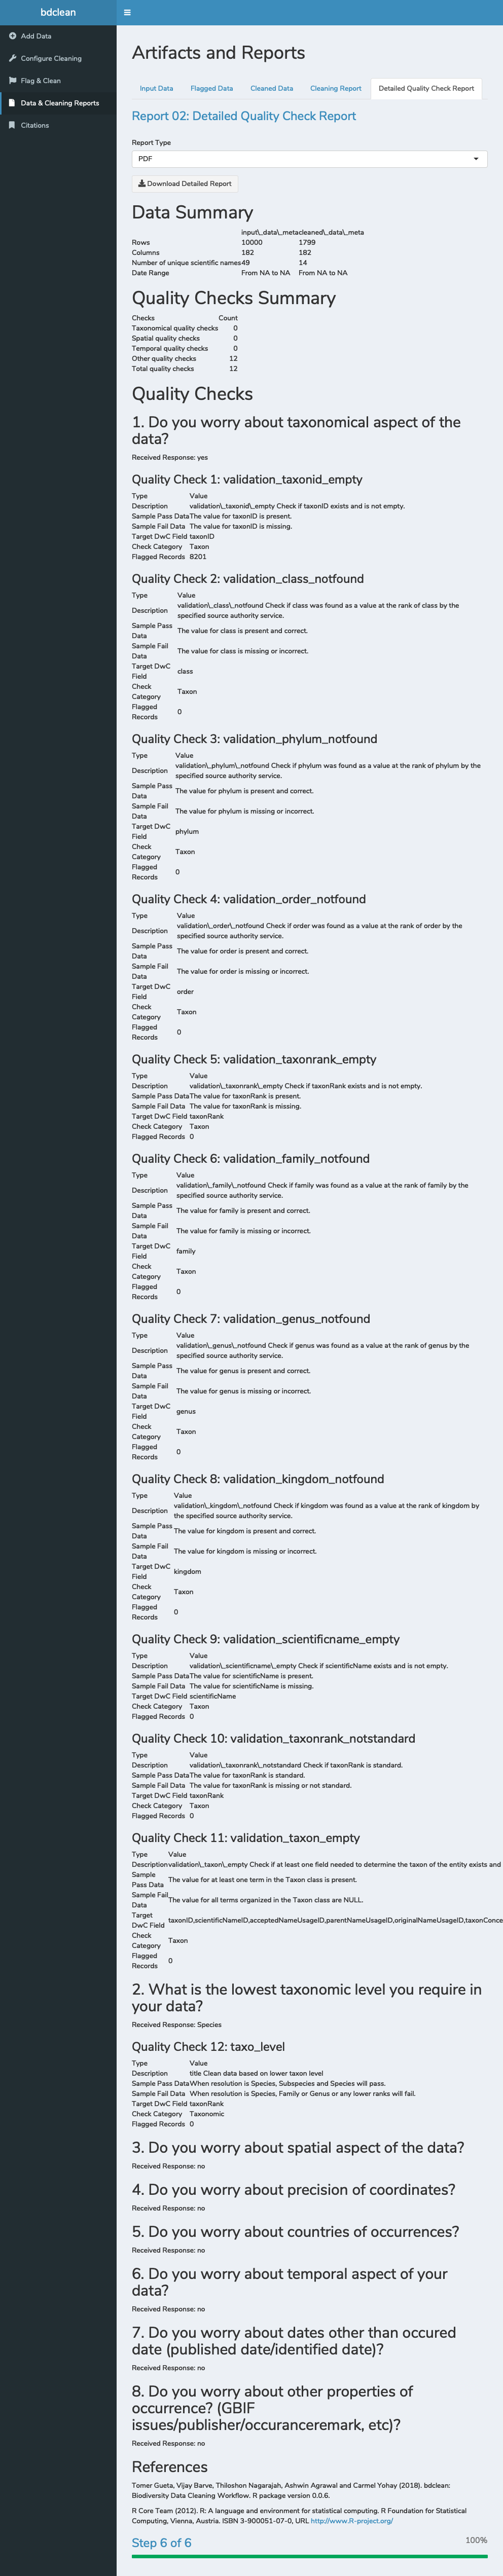 bdclean
Add Data
Configure Cleaning
Flag & Clean
Data & Cleaning Reports
Citations
Artifacts and Reports
Input Data
Flagged Data
Cleaned Data
Cleaning Report
Detailed Quality Check Report
Report 02: Detailed Quality Check Report
Report Type
PDF
Download Detailed Report
Data Summary
input\_data\_metacleaned\_data\_meta
Rows 10000 1799
Columns 182 182
Number of unique scientific names49 14
Date Range From NA to NA From NA to NA
Quality Checks Summary
Checks Count
Taxonomical quality checks 0
Spatial quality checks 0
Temporal quality checks 0
Other quality checks 12
Total quality checks 12
Quality Checks
1. Do you worry about taxonomical aspect of the
data?
Received Response: yes
Quality Check 1: validation_taxonid_empty
Type Value
Description validation\_taxonid\_empty Check if taxonID exists and is not empty.
Sample Pass DataThe value for taxonID is present.
Sample Fail Data The value for taxonID is missing.
Target DwC Field taxonID
Check Category Taxon
Flagged Records 8201
Quality Check 2: validation_class_notfound
Type Value
Description validation\_class\_notfound Check if class was found as a value at the rank of class by the
specified source authority service.
Sample Pass
Data The value for class is present and correct.
Sample Fail
Data The value for class is missing or incorrect.
Target DwC
Field class
Check
Category Taxon
Flagged
Records 0
Quality Check 3: validation_phylum_notfound
Type Value
Description validation\_phylum\_notfound Check if phylum was found as a value at the rank of phylum by the
specified source authority service.
Sample Pass
Data The value for phylum is present and correct.
Sample Fail
Data The value for phylum is missing or incorrect.
Target DwC
Field phylum
Check
Category Taxon
Flagged
Records 0
Quality Check 4: validation_order_notfound
Type Value
Description validation\_order\_notfound Check if order was found as a value at the rank of order by the
specified source authority service.
Sample Pass
Data The value for order is present and correct.
Sample Fail
Data The value for order is missing or incorrect.
Target DwC
Field order
Check
Category Taxon
Flagged
Records 0
Quality Check 5: validation_taxonrank_empty
Type Value
Description validation\_taxonrank\_empty Check if taxonRank exists and is not empty.
Sample Pass DataThe value for taxonRank is present.
Sample Fail Data The value for taxonRank is missing.
Target DwC Field taxonRank
Check Category Taxon
Flagged Records 0
Quality Check 6: validation_family_notfound
Type Value
Description validation\_family\_notfound Check if family was found as a value at the rank of family by the
specified source authority service.
Sample Pass
Data The value for family is present and correct.
Sample Fail
Data The value for family is missing or incorrect.
Target DwC
Field family
Check
Category Taxon
Flagged
Records 0
Quality Check 7: validation_genus_notfound
Type Value
Description validation\_genus\_notfound Check if genus was found as a value at the rank of genus by the
specified source authority service.
Sample Pass
Data The value for genus is present and correct.
Sample Fail
Data The value for genus is missing or incorrect.
Target DwC
Field genus
Check
Category Taxon
Flagged
Records 0
Quality Check 8: validation_kingdom_notfound
Type Value
Description validation\_kingdom\_notfound Check if kingdom was found as a value at the rank of kingdom by
the specified source authority service.
Sample Pass
Data The value for kingdom is present and correct.
Sample Fail
Data The value for kingdom is missing or incorrect.
Target DwC
Field kingdom
Check
Category Taxon
Flagged
Records 0
Quality Check 9: validation_scientificname_empty
Type Value
Description validation\_scientificname\_empty Check if scientificName exists and is not empty.
Sample Pass DataThe value for scientificName is present.
Sample Fail Data The value for scientificName is missing.
Target DwC Field scientificName
Check Category Taxon
Flagged Records 0
Quality Check 10: validation_taxonrank_notstandard
Type Value
Description validation\_taxonrank\_notstandard Check if taxonRank is standard.
Sample Pass DataThe value for taxonRank is standard.
Sample Fail Data The value for taxonRank is missing or not standard.
Target DwC Field taxonRank
Check Category Taxon
Flagged Records 0
Quality Check 11: validation_taxon_empty
Type Value
Descriptionvalidation\_taxon\_empty Check if at least one field needed to determine the taxon of the entity exists and
Sample
Pass Data The value for at least one term in the Taxon class is present.
Sample Fail
Data The value for all terms organized in the Taxon class are NULL.
Target
DwC Field taxonID,scientificNameID,acceptedNameUsageID,parentNameUsageID,originalNameUsageID,taxonConce
Check
Category Taxon
Flagged
Records 0
2. What is the lowest taxonomic level you require in
your data?
Received Response: Species
Quality Check 12: taxo_level
Type Value
Description title Clean data based on lower taxon level
Sample Pass DataWhen resolution is Species, Subspecies and Species will pass.
Sample Fail Data When resolution is Species, Family or Genus or any lower ranks will fail.
Target DwC Field taxonRank
Check Category Taxonomic
Flagged Records 0
3. Do you worry about spatial aspect of the data?
Received Response: no
4. Do you worry about precision of coordinates?
Received Response: no
5. Do you worry about countries of occurrences?
Received Response: no
6. Do you worry about temporal aspect of your
data?
Received Response: no
7. Do you worry about dates other than occured
date (published date/identified date)?
Received Response: no
8. Do you worry about other properties of
occurrence? (GBIF
issues/publisher/occuranceremark, etc)?
Received Response: no
References
Tomer Gueta, Vijay Barve, Thiloshon Nagarajah, Ashwin Agrawal and Carmel Yohay (2018). bdclean:
Biodiversity Data Cleaning Workflow. R package version 0.0.6.
R Core Team (2012). R: A language and environment for statistical computing. R Foundation for Statistical
Computing, Vienna, Austria. ISBN 3-900051-07-0, URL http://www.R-project.org/
Step 6 of 6
100%